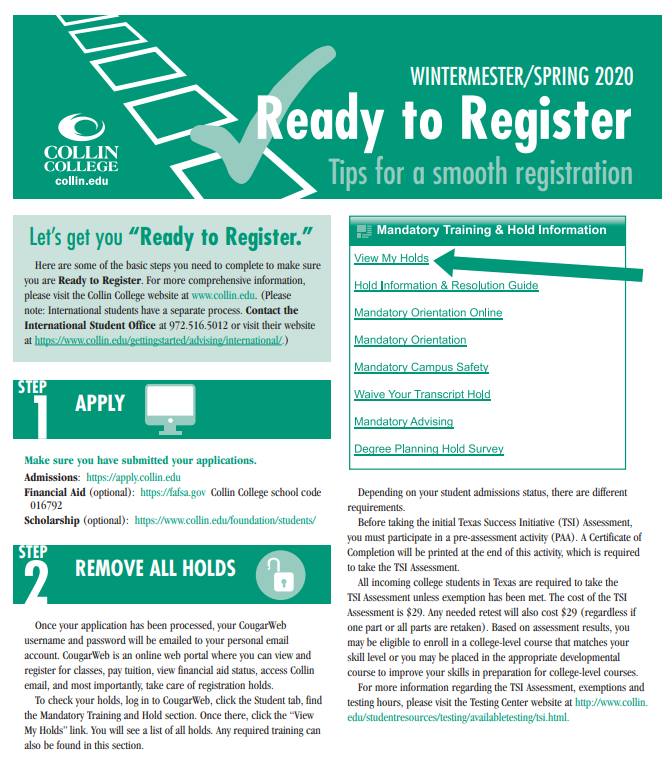 WINTERMESTER/SPRING 2020
Ready to Register
Tips for a smooth registration
COLLIN
COLLEGE
collin.edu
Let's get you “Ready to Register.”
Here are some of the basic steps you need to complete to make sure
you are Ready to Register. For more comprehensive information,
please visit the Collin College website at www.collin.edu. (Please
note: International students have a separate process. Contact the
International Student Office at 972.516.5012 or visit their website
at https://www.collin.edu/gettingstarted/advising/international/.)
STEP
1
APPLY
Make sure you have submitted your applications.
Admissions: https://apply.collin.edu
Financial Aid (optional): https://fafsa.gov Collin College school code
016792
Scholarship (optional): https://www.collin.edu/foundation/students/
STEP
2
REMOVE ALL HOLDS
Once your application has been processed, your CougarWeb
username and password will be emailed to your personal email
account. CougarWeb is an online web portal where you can view and
register for classes, pay tuition, view financial aid status, access Collin
email, and most importantly, take care of registration holds.
To check your holds, log in to CougarWeb, click the Student tab, find
the Mandatory Training and Hold section. Once there, click the “View
My Holds” link. You will see a list of all holds. Any required training can
also be found in this section.
Mandatory Training & Hold Information
View My Holds
Hold Information & Resolution Guide
Mandatory Orientation Online
Mandatory Orientation
Mandatory Campus Safety
Waive Your Transcript Hold
Mandatory Advising
Degree Planning Hold Survey
Depending on your student admissions status, there are different
requirements.
Before taking the initial Texas Success Initiative (TSI) Assessment,
you must participate in a pre-assessment activity (PAA). A Certificate of
Completion will be printed at the end of this activity, which is required
to take the TSI Assessment.
All incoming college students in Texas are required to take the
TSI Assessment unless exemption has been met. The cost of the TSI
Assessment is $29. Any needed retest will also cost $29 (regardless if
one part or all parts are retaken). Based on assessment results, you
may be eligible to enroll in a college-level course that matches your
skill level or you may be placed in the appropriate developmental
course to improve your skills in preparation for college-level courses.
For more information regarding the TSI Assessment, exemptions and
testing hours, please visit the Testing Center website at http://www.collin.
edu/studentresources/testing/availabletesting/tsi.html.